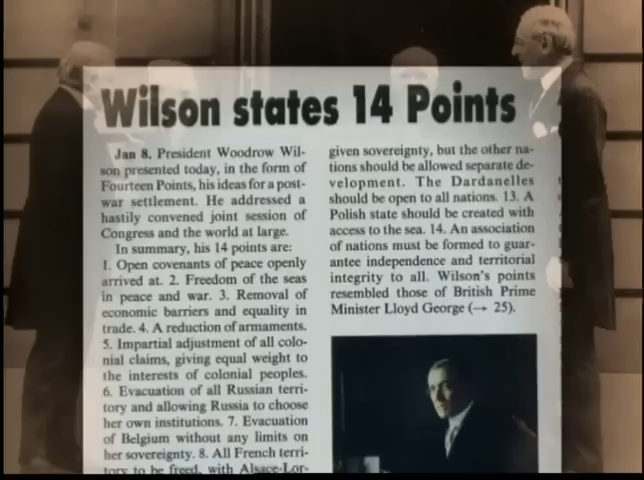 Wilson states 14 Points
Jan 8. President Woodrow Wil-
son presented today, in the form of
Fourteen Points, his ideas for a post-
war settlement. He addressed a
hastily convened joint session of
Congress and the world at large.
In summary, his 14 points are:
1. Open covenants of peace openly
arrived at. 2. Freedom of the seas
in peace and war. 3. Removal of
economic barriers and equality in
trade. 4. A reduction of armaments.
5. Impartial adjustment of all colo-
nial claims, giving equal weight to
the interests of colonial peoples.
6. Evacuation of all Russian terri-
tory and allowing Russia to choose
her own institutions. 7. Evacuation
of Belgium without any limits on
her sovereignty. 8. All French terri-
tory to be freed, with Alsace-Lor-
given sovereignty, but the other na-
tions should be allowed separate de-
velopment. The Dardanelles
should be open to all nations. 13. A
Polish state should be created with
access to the sea. 14. An association
of nations must be formed to guar-
antee independence and territorial
integrity to all. Wilson's points
resembled those of British Prime
Minister Lloyd George (→ 25).